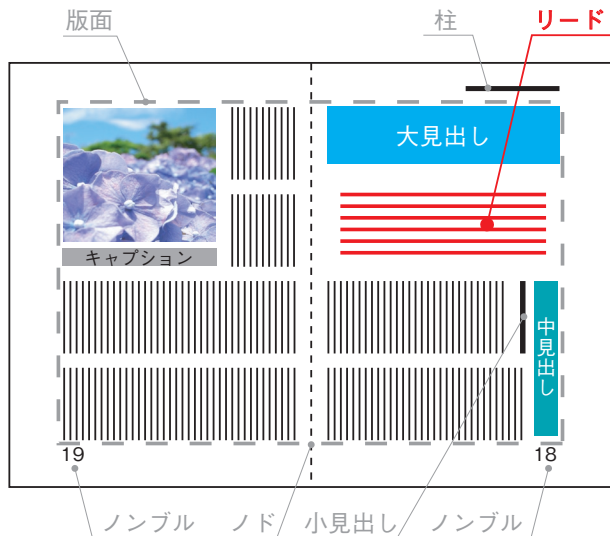 版面
柱
リード
大見出し
キャプション
中見出し
19
18
ノンブル
ノド
小見出し
ノンブル